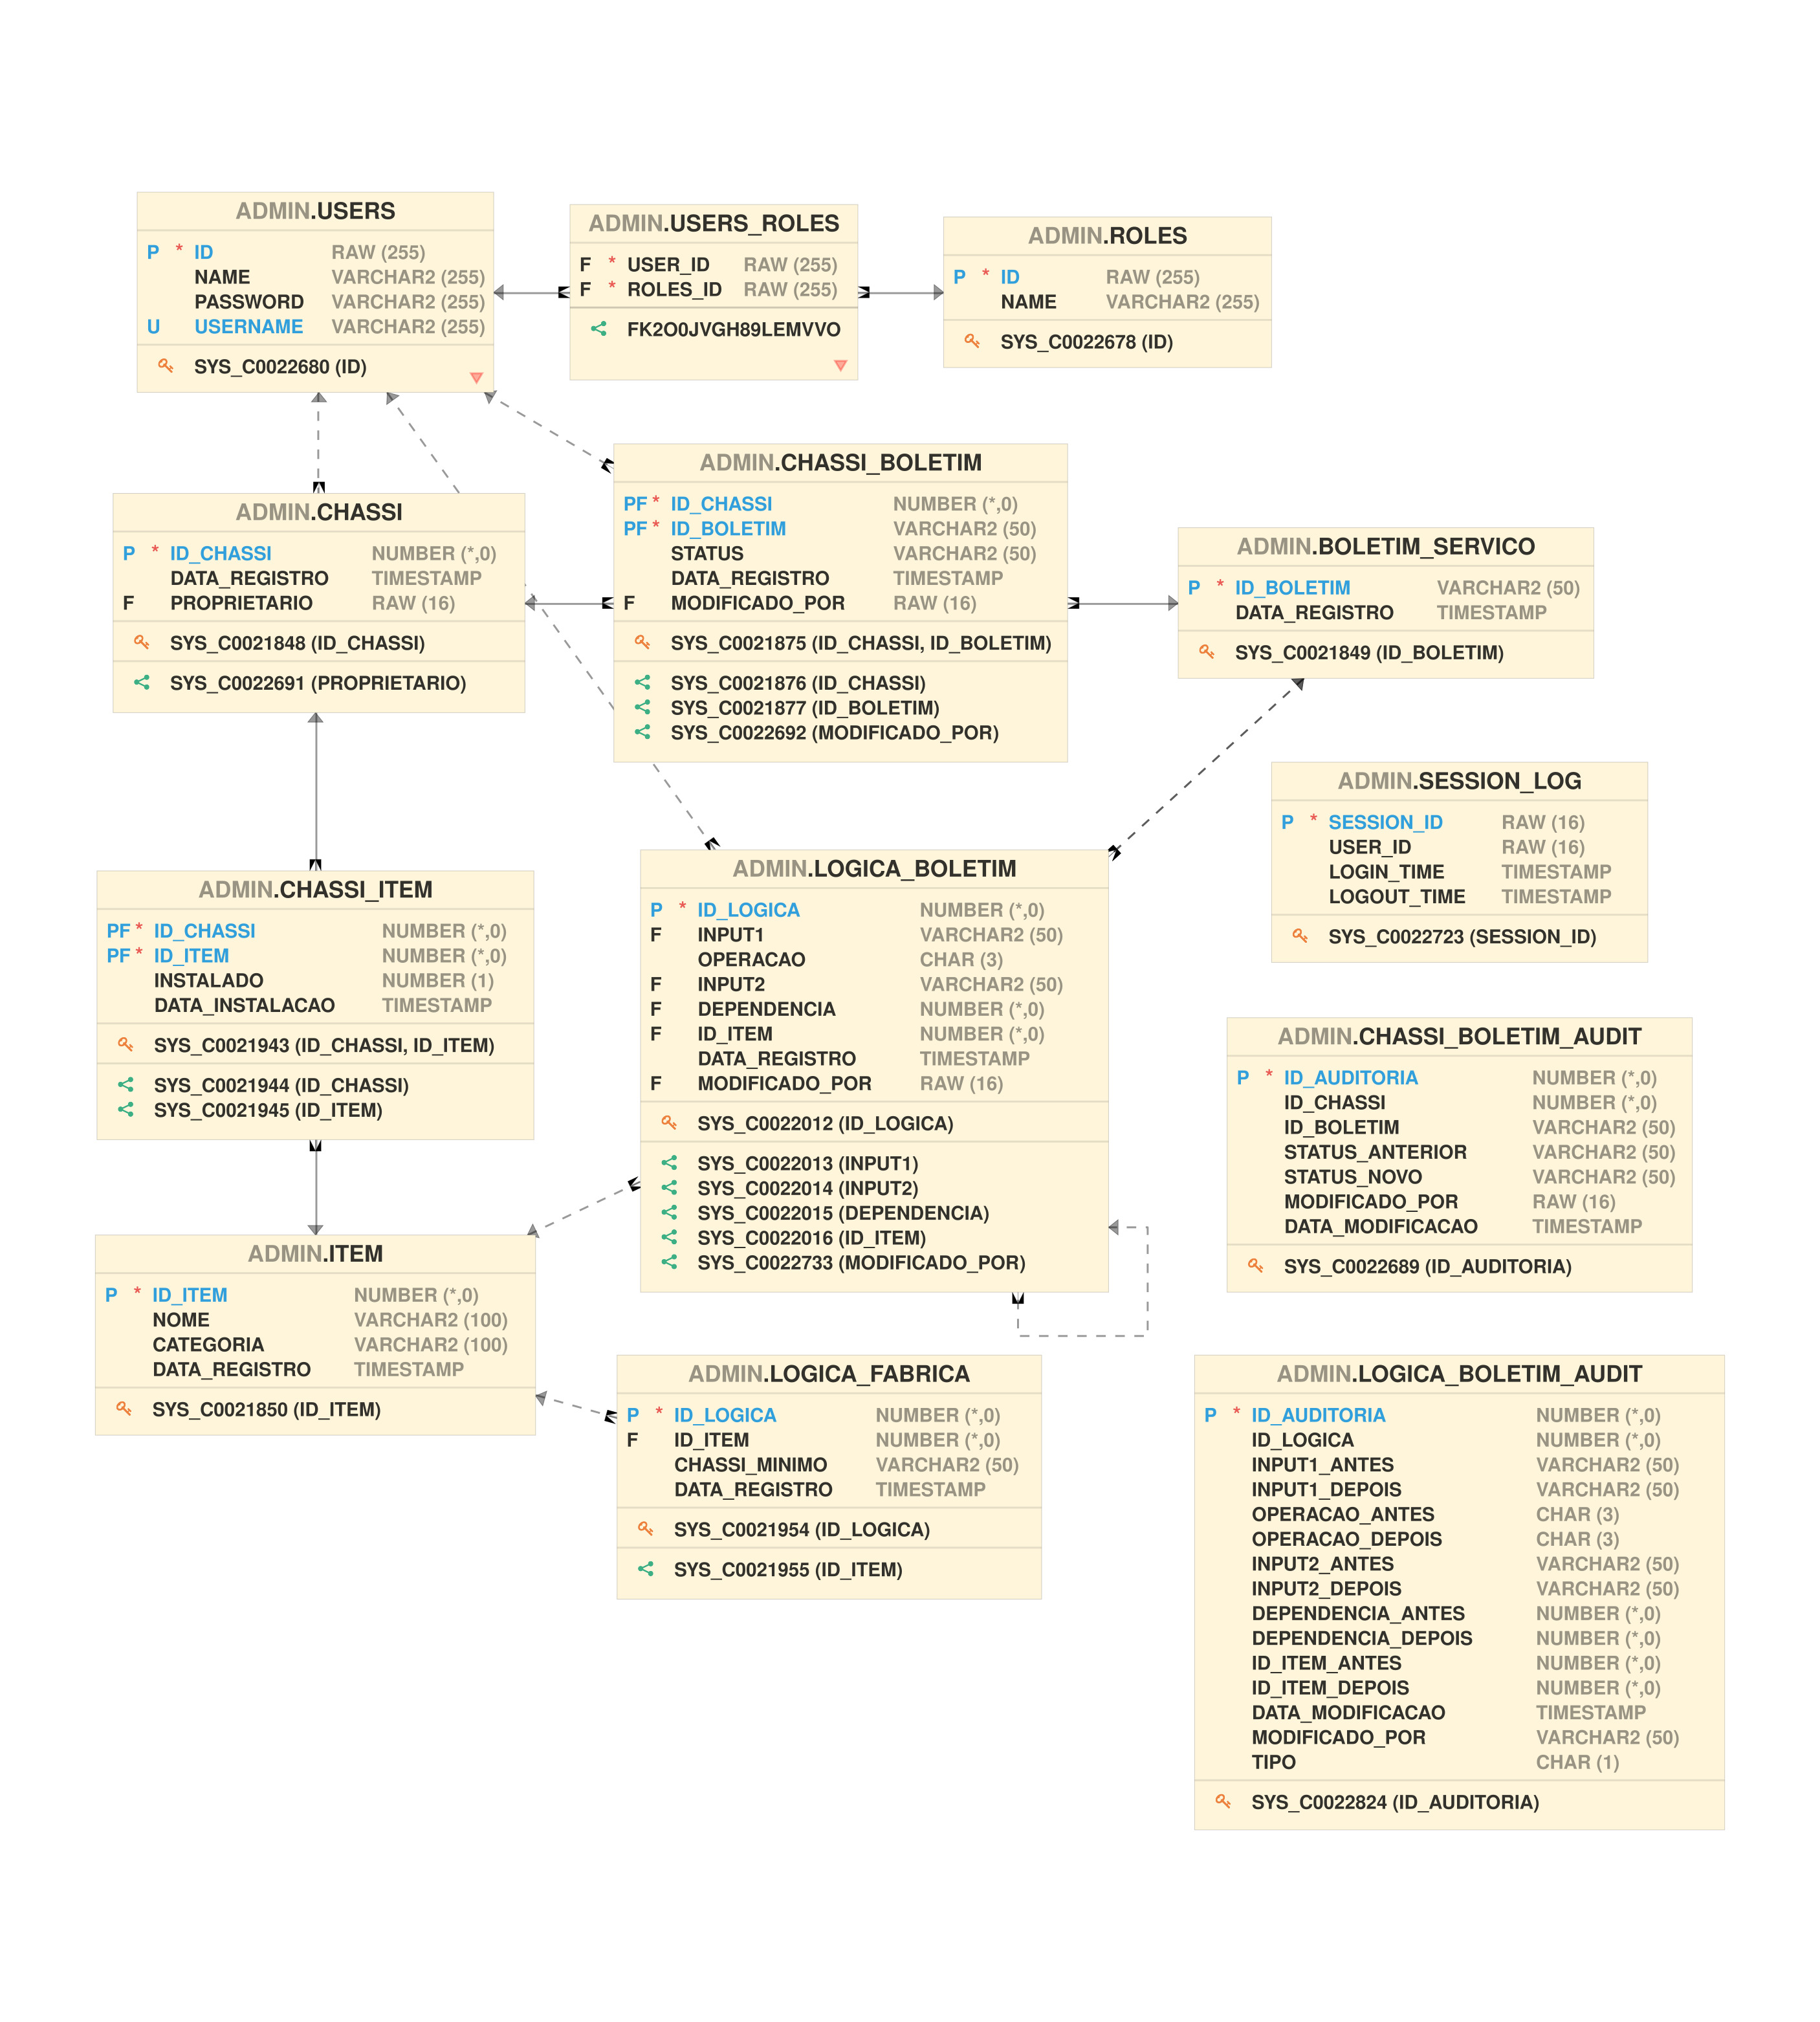 ADMIN.USERS
P * ID RAW (255)
NAME VARCHAR2 (255)
PASSWORD VARCHAR2 (255)
U USERNAME VARCHAR2 (255)
SYS_C0022680 (ID)
ADMIN.USERS_ROLES
F * USER_ID RAW (255)
F * ROLES_ID RAW (255)
FK2O0JVGH89LEMVVO
ADMIN.ROLES
P * ID RAW (255)
NAME VARCHAR2 (255)
SYS_C0022678 (ID)
ADMIN.CHASSI
P * ID_CHASSI NUMBER (*,0)
DATA_REGISTRO TIMESTAMP
F PROPRIETARIO RAW (16)
SYS_C0021848 (ID_CHASSI)
SYS_C0022691 (PROPRIETARIO)
ADMIN.CHASSI_BOLETIM
PF * ID_CHASSI NUMBER (*,0)
PF * ID_BOLETIM VARCHAR2 (50)
STATUS VARCHAR2 (50)
DATA_REGISTRO TIMESTAMP
F MODIFICADO_POR RAW (16)
SYS_C0021875 (ID_CHASSI, ID_BOLETIM)
SYS_C0021876 (ID_CHASSI)
SYS_C0021877 (ID_BOLETIM)
SYS_C0022692 (MODIFICADO_POR)
ADMIN.BOLETIM_SERVICO
P * ID_BOLETIM VARCHAR2 (50)
DATA_REGISTRO TIMESTAMP
SYS_C0021849 (ID_BOLETIM)
ADMIN.SESSION_LOG
P * SESSION_ID RAW (16)
USER_ID RAW (16)
LOGIN_TIME TIMESTAMP
LOGOUT_TIME TIMESTAMP
SYS_C0022723 (SESSION_ID)
ADMIN.CHASSI_ITEM
PF * ID_CHASSI NUMBER (*,0)
PF * ID_ITEM NUMBER (*,0)
INSTALADO NUMBER (1)
DATA_INSTALACAO TIMESTAMP
SYS_C0021943 (ID_CHASSI, ID_ITEM)
SYS_C0021944 (ID_CHASSI)
SYS_C0021945 (ID_ITEM)
ADMIN.LOGICA_BOLETIM
P * ID_LOGICA NUMBER (*,0)
F INPUT1 VARCHAR2 (50)
OPERACAO CHAR (3)
F INPUT2 VARCHAR2 (50)
F DEPENDENCIA NUMBER (*,0)
F ID_ITEM NUMBER (*,0)
DATA_REGISTRO TIMESTAMP
F MODIFICADO_POR RAW (16)
SYS_C0022012 (ID_LOGICA)
SYS_C0022013 (INPUT1)
SYS_C0022014 (INPUT2)
SYS_C0022015 (DEPENDENCIA)
SYS_C0022016 (ID_ITEM)
SYS_C0022733 (MODIFICADO_POR)
ADMIN.CHASSI_BOLETIM_AUDIT
P * ID_AUDITORIA NUMBER (*,0)
ID_CHASSI NUMBER (*,0)
ID_BOLETIM VARCHAR2 (50)
STATUS_ANTERIOR VARCHAR2 (50)
STATUS_NOVO VARCHAR2 (50)
MODIFICADO_POR RAW (16)
DATA_MODIFICACAO TIMESTAMP
SYS_C0022689 (ID_AUDITORIA)
ADMIN.ITEM
P * ID_ITEM NUMBER (*,0)
NOME VARCHAR2 (100)
CATEGORIA VARCHAR2 (100)
DATA_REGISTRO TIMESTAMP
SYS_C0021850 (ID_ITEM)
ADMIN.LOGICA_FABRICA
P * ID_LOGICA NUMBER (*,0)
F ID_ITEM NUMBER (*,0)
CHASSI_MINIMO VARCHAR2 (50)
DATA_REGISTRO TIMESTAMP
SYS_C0021954 (ID_LOGICA)
SYS_C0021955 (ID_ITEM)
ADMIN.LOGICA_BOLETIM_AUDIT
P * ID_AUDITORIA NUMBER (*,0)
ID_LOGICA NUMBER (*,0)
INPUT1_ANTES VARCHAR2 (50)
INPUT1_DEPOIS VARCHAR2 (50)
OPERACAO_ANTES CHAR (3)
OPERACAO_DEPOIS CHAR (3)
INPUT2_ANTES VARCHAR2 (50)
INPUT2_DEPOIS VARCHAR2 (50)
DEPENDENCIA_ANTES NUMBER (*,0)
DEPENDENCIA_DEPOIS NUMBER (*,0)
ID_ITEM_ANTES NUMBER (*,0)
ID_ITEM_DEPOIS NUMBER (*,0)
DATA_MODIFICACAO TIMESTAMP
MODIFICADO_POR VARCHAR2 (50)
TIPO CHAR (1)
SYS_C0022824 (ID_AUDITORIA)